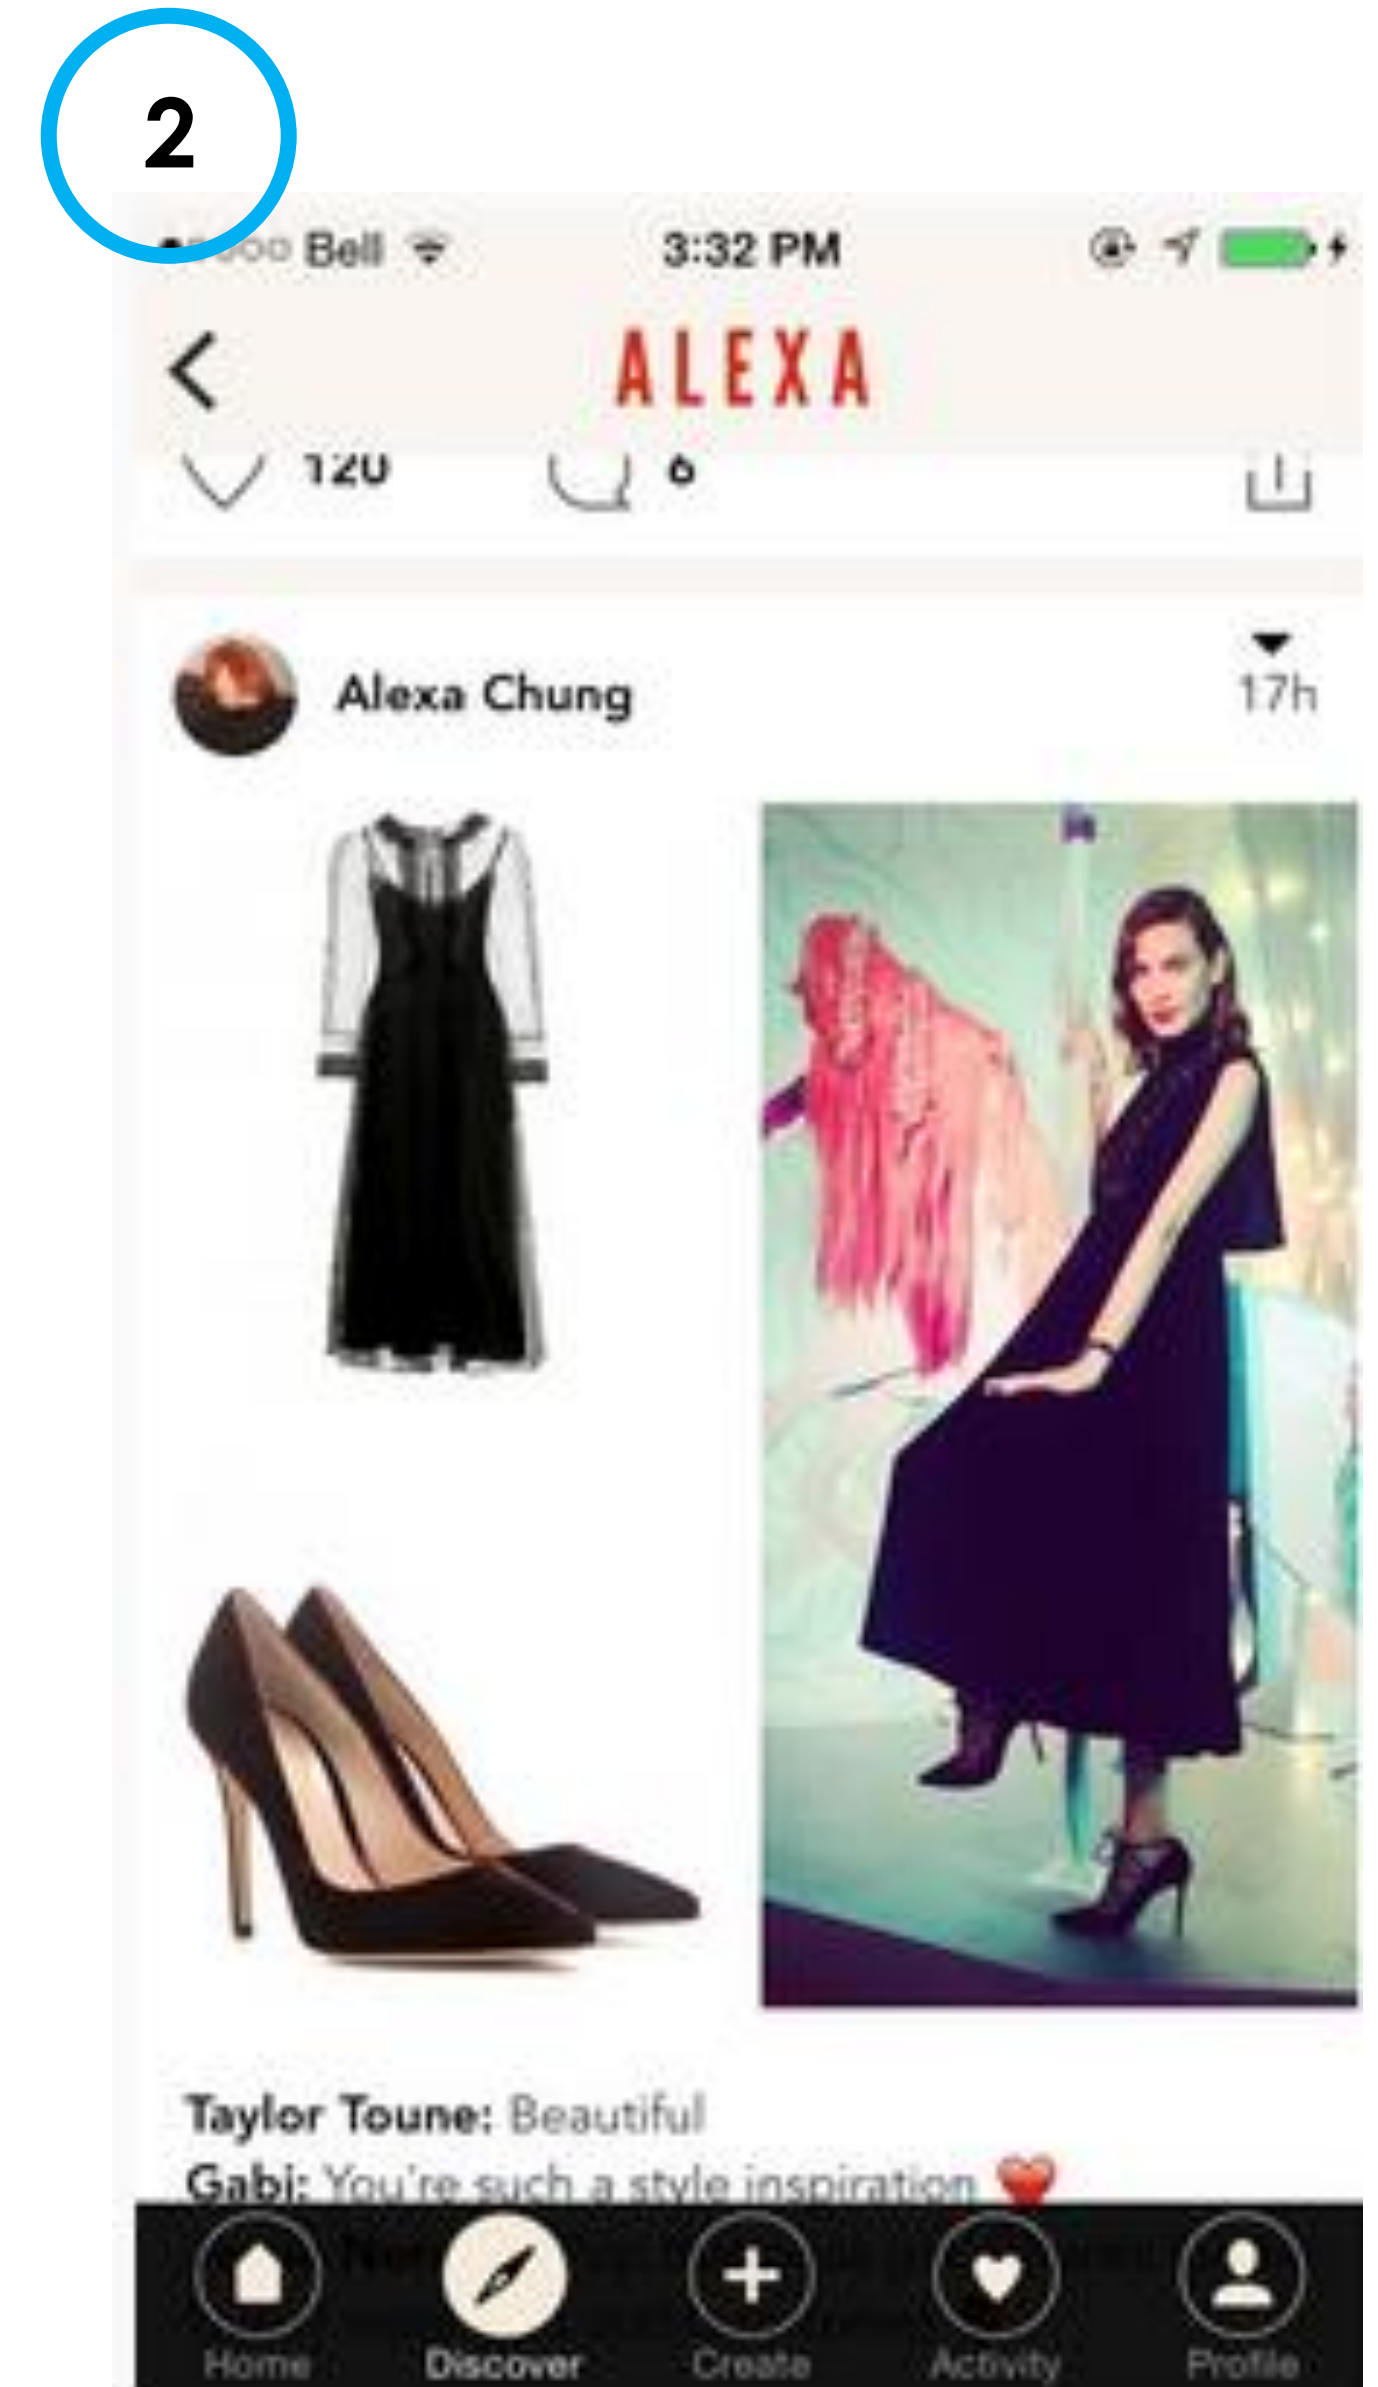 2
Bell 3:32 PM
ALEXA
120 6
Alexa Chung
17h
Taylor Toune: Beautiful
Gabi: You're such a style inspiration ❤️
Home Discover Create Activity Profile